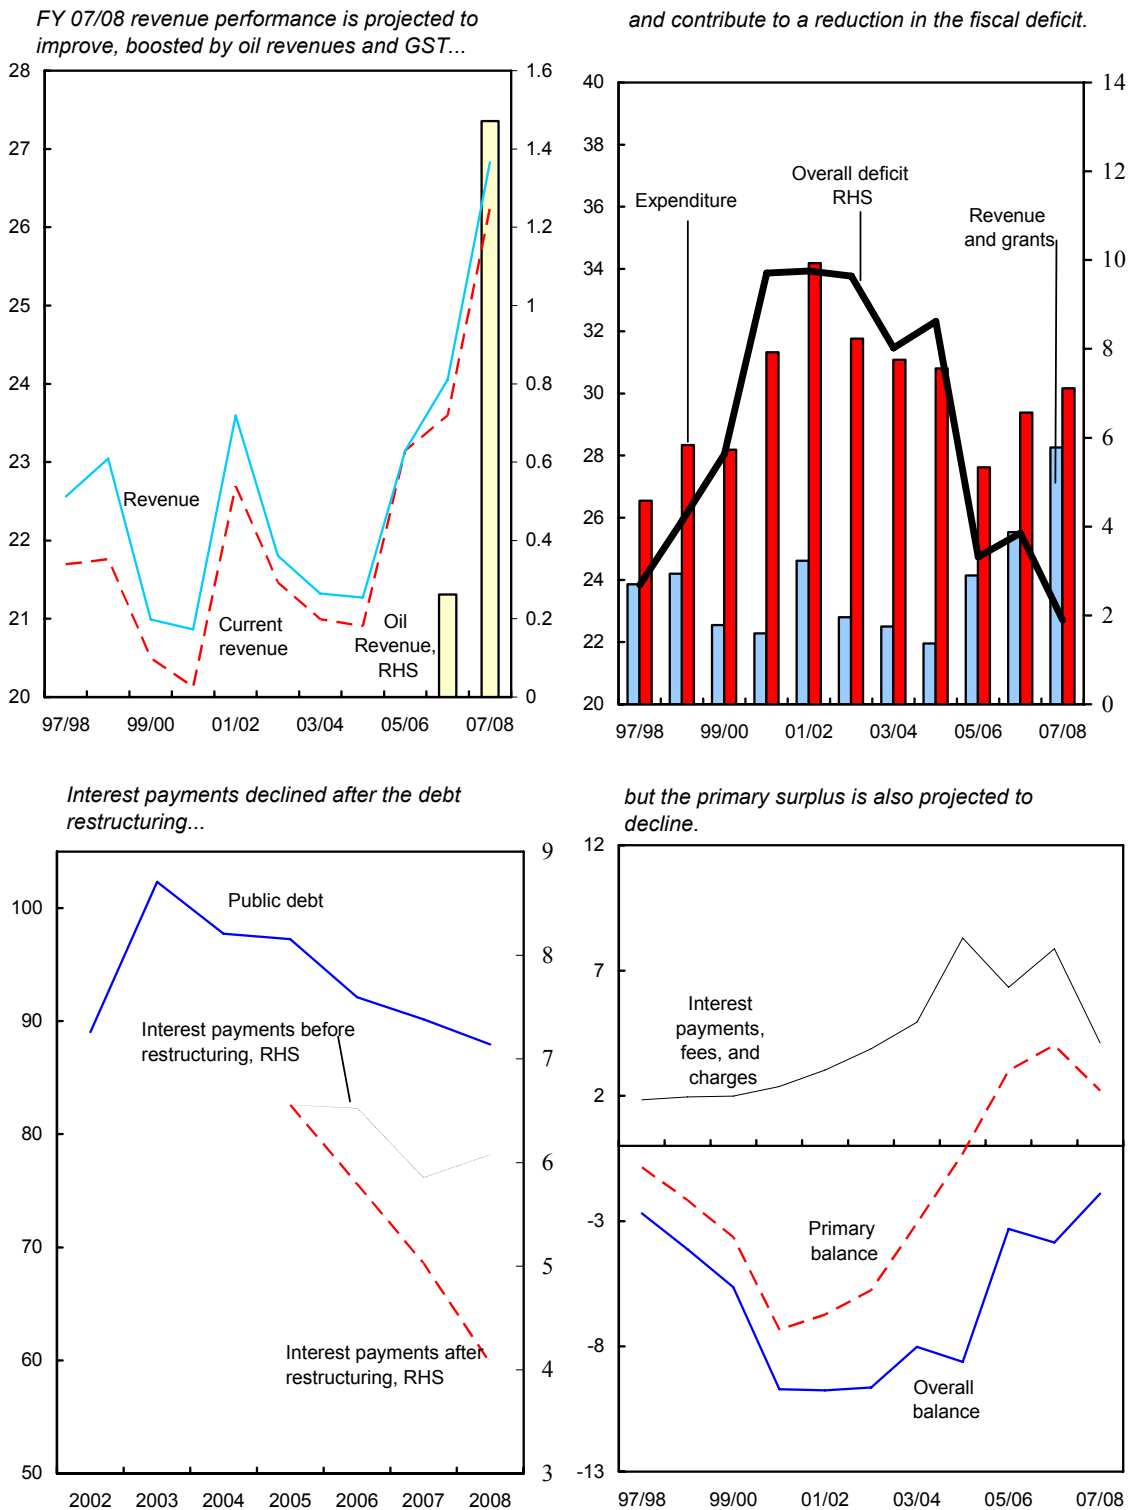 FY 07/08 revenue performance is projected to
improve, boosted by oil revenues and GST...
28
27
26
25
24
23
22
21
20
1.6
1.4
1.2
1
0.8
0.6
0.4
0.2
0
Revenue
Current
revenue
Oil
Revenue,
RHS
97/98
99/00
01/02
03/04
05/06
07/08
and contribute to a reduction in the fiscal deficit.
40
38
36
34
32
30
28
26
24
22
20
14
12
10
8
6
4
2
0
Expenditure
Overall deficit
RHS
Revenue
and grants
97/98
99/00
01/02
03/04
05/06
07/08
Interest payments declined after the debt
restructuring...
100
90
80
70
60
50
9
8
7
6
5
4
3
Public debt
Interest payments before
restructuring, RHS
Interest payments after
restructuring, RHS
2002
2003
2004
2005
2006
2007
2008
but the primary surplus is also projected to
decline.
12
7
2
-3
-8
-13
Interest
payments,
fees, and
charges
Primary
balance
Overall
balance
97/98
99/00
01/02
03/04
05/06
07/08